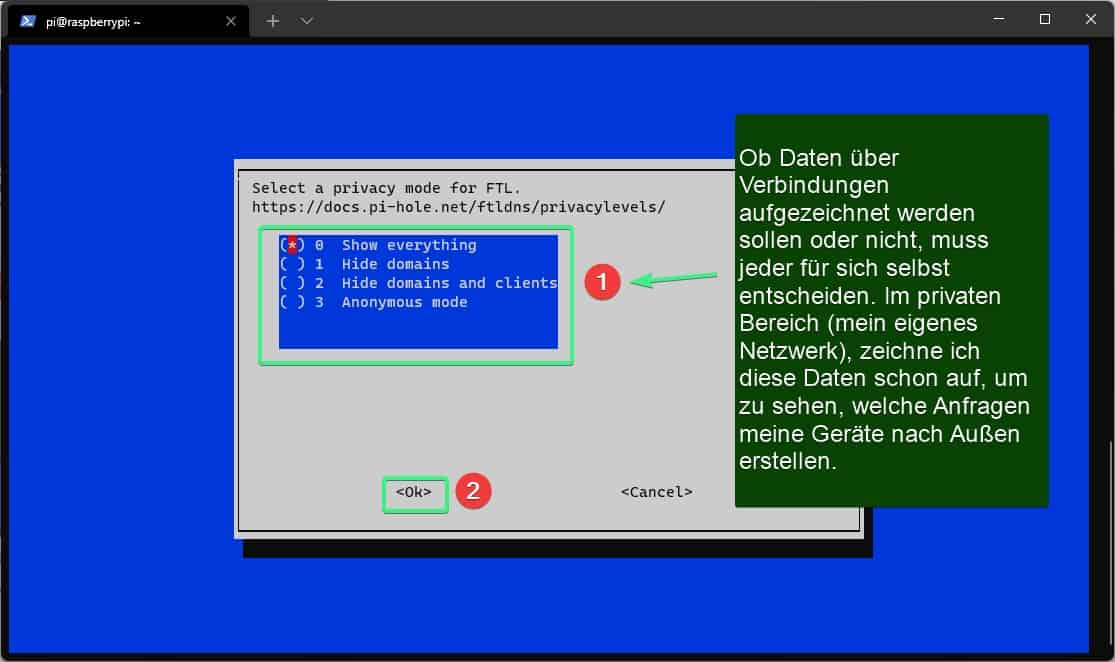 pi@raspberrypi: ~
Select a privacy mode for FTL.
https://docs.pi-hole.net/ftldns/privacylevels/
(*) 0  Show everything
( ) 1  Hide domains
( ) 2  Hide domains and clients
( ) 3  Anonymous mode
1
Ob Daten über
Verbindungen
aufgezeichnet werden
sollen oder nicht, muss
jeder für sich selbst
entscheiden. Im privaten
Bereich (mein eigenes
Netzwerk), zeichne ich
diese Daten schon auf, um
zu sehen, welche Anfragen
meine Geräte nach Außen
erstellen.
<Ok>
2
<Cancel>